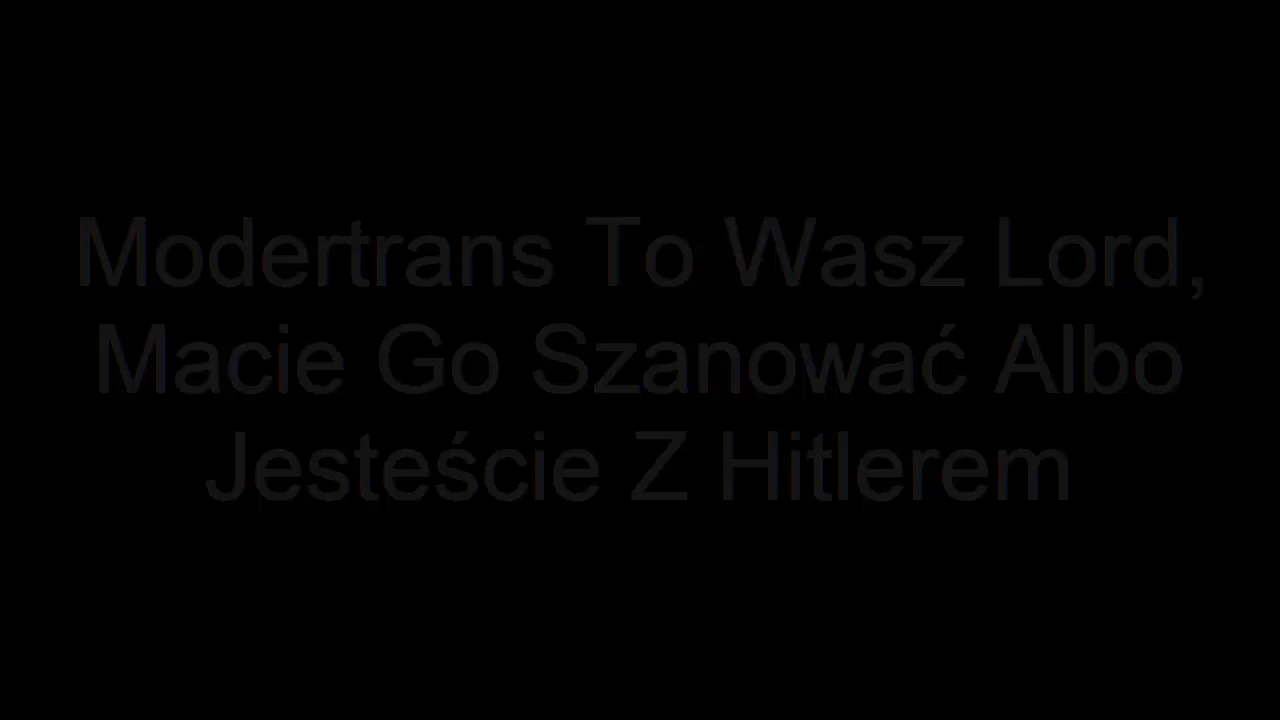 Modertrans To Wasz Lord,
Macie Go Szanować Albo
Jesteście Z Hitlerem